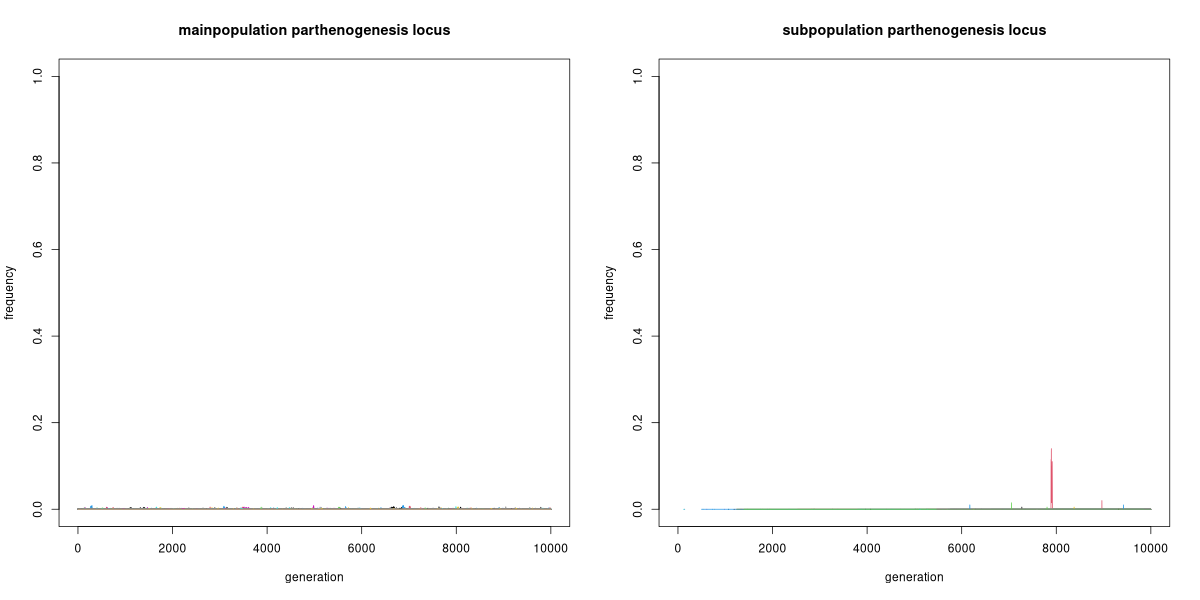 mainpopulation parthenogenesis locus
frequency
0.0
0.2
0.4
0.6
0.8
1.0
0 2000 4000 6000 8000 10000
generation
subpopulation parthenogenesis locus
frequency
0.0
0.2
0.4
0.6
0.8
1.0
0 2000 4000 6000 8000 10000
generation